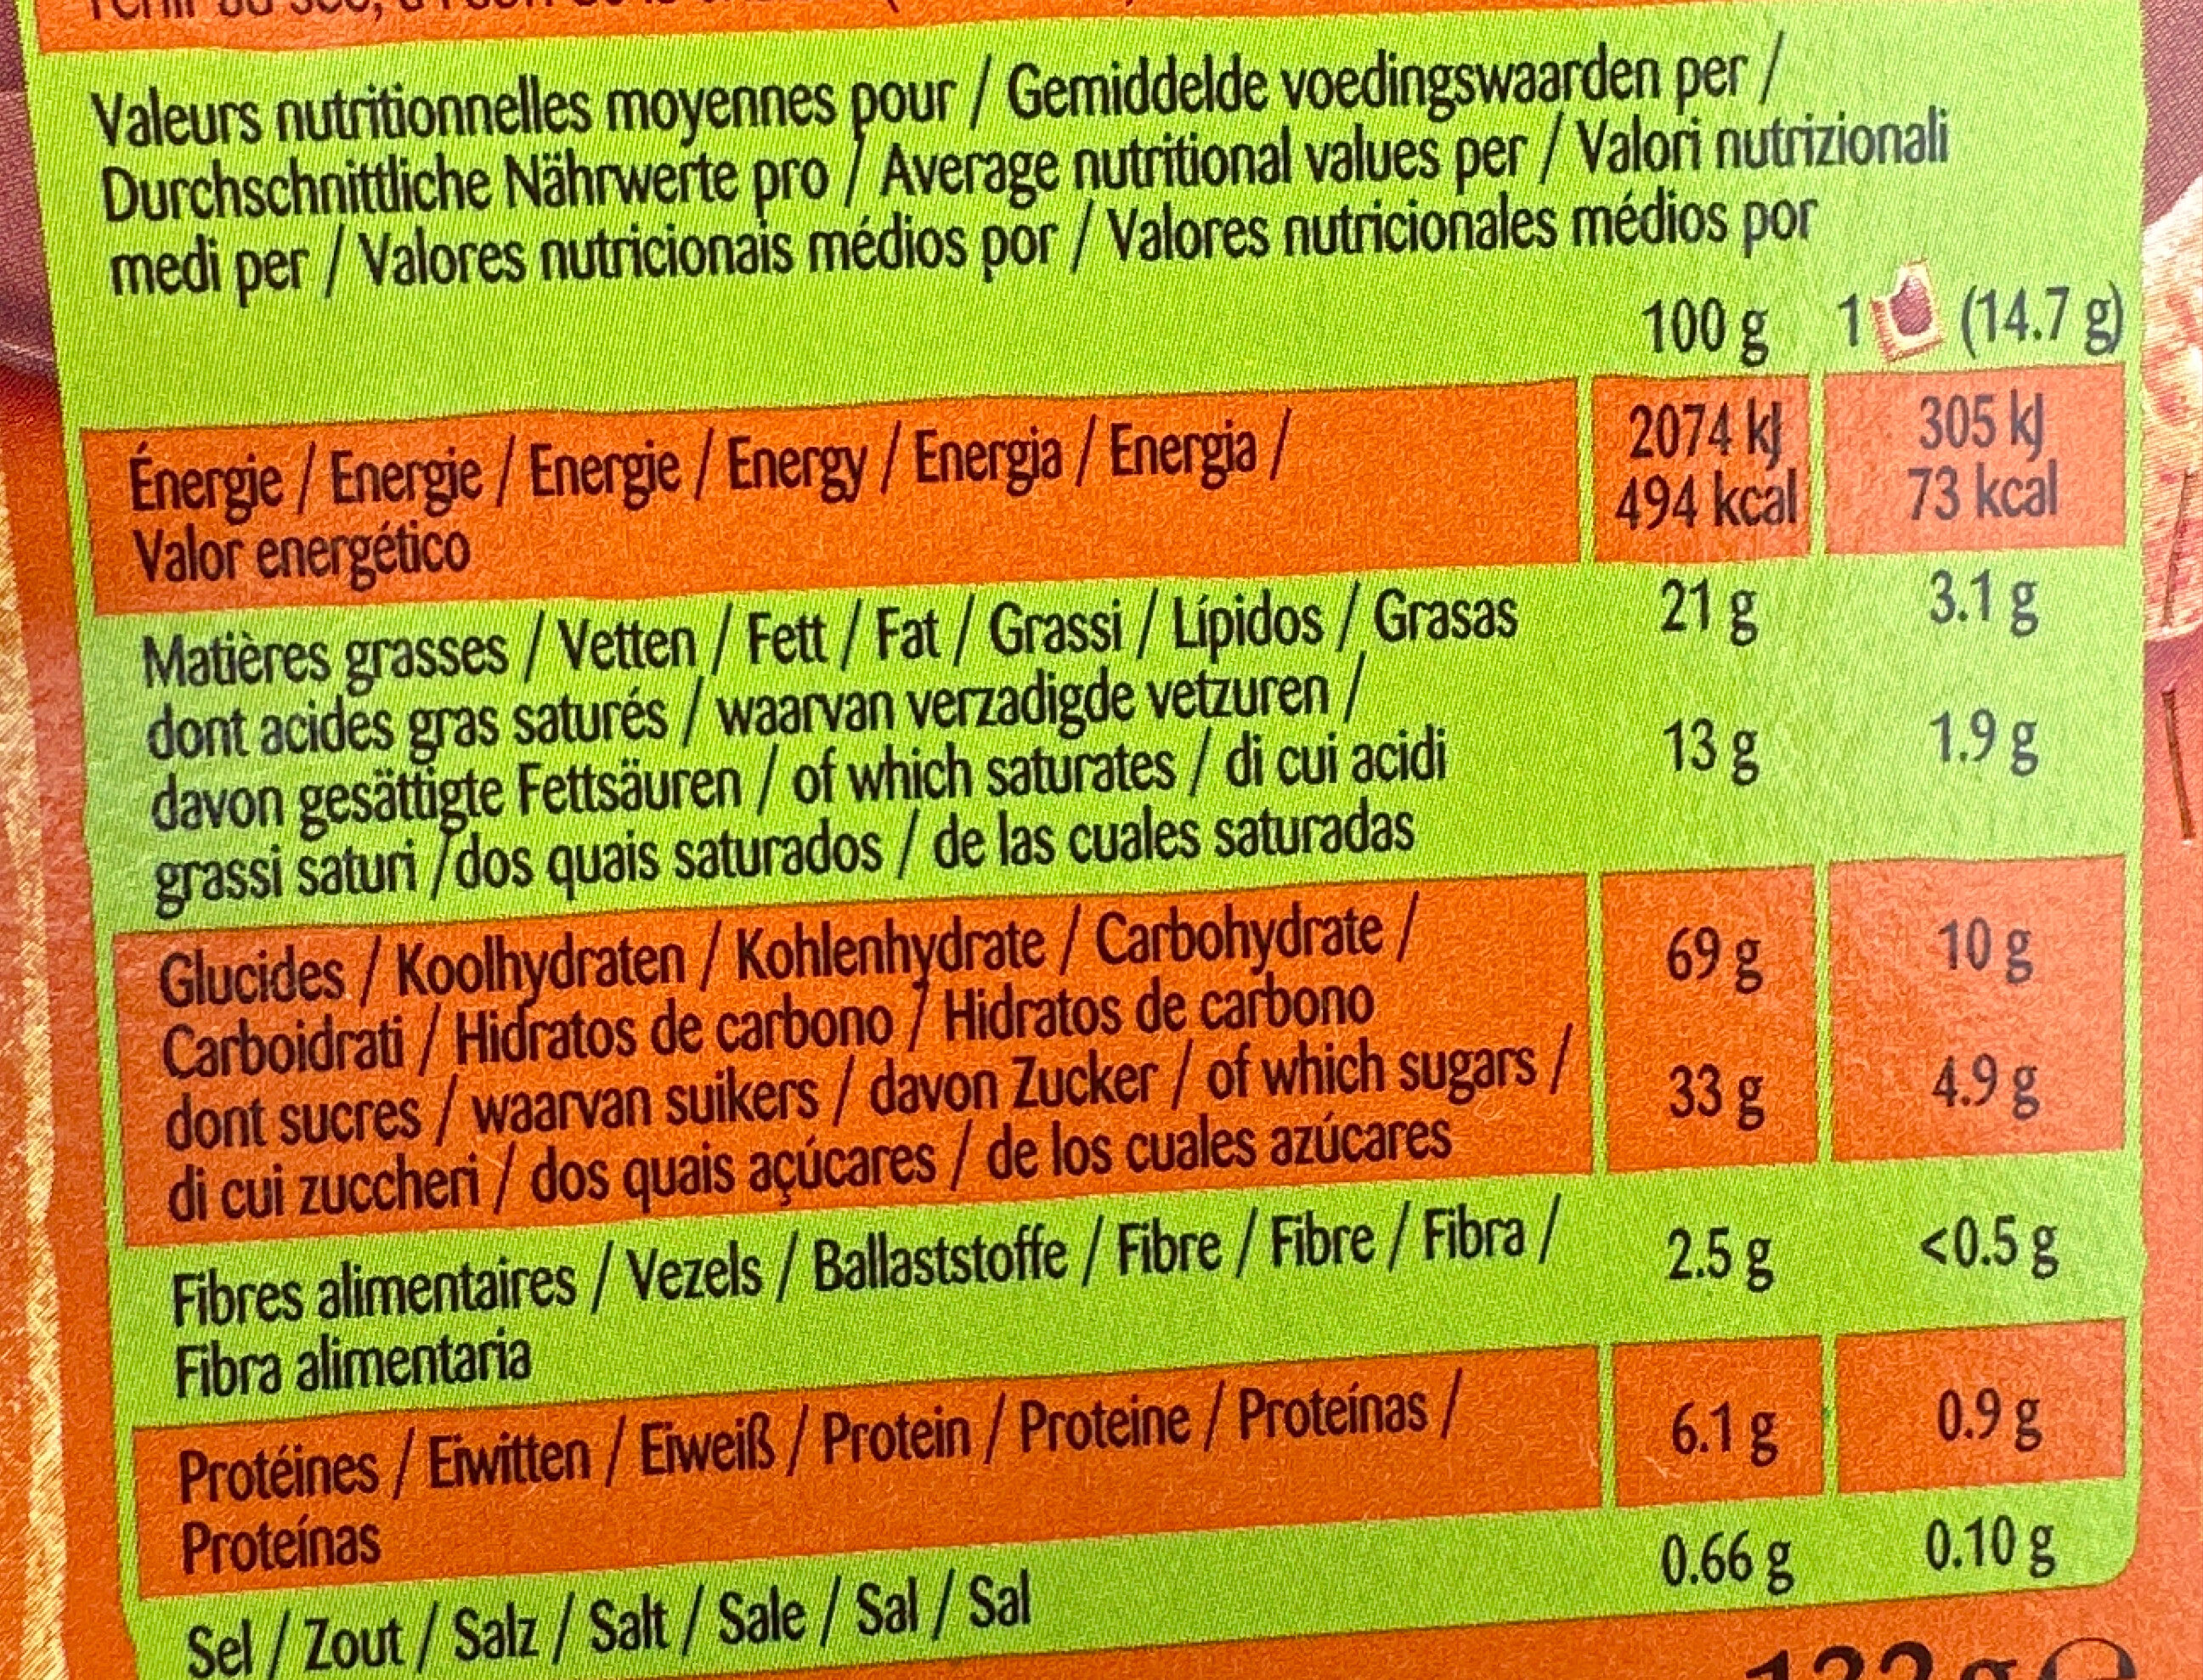 Valeurs nutritionnelles moyennes pour / Gemiddelde voedingswaarden per /
Durchschnittliche Nährwerte pro / Average nutritional values per / Valori nutrizionali
medi per / Valores nutricionais médios por / Valores nutricionales médios por
100 g 1 (14.7 g)
Énergie / Energie / Energie / Energy / Energia / Energia / 2074 kJ 305 kJ
Valor energético 494 kcal 73 kcal
Matières grasses / Vetten / Fett / Fat / Grassi / Lípidos / Grasas 21 g 3.1 g
dont acides gras saturés / waarvan verzadigde vetzuren /
davon gesättigte Fettsäuren / of which saturates / di cui acidi 13 g 1.9 g
grassi saturi / dos quais saturados / de las cuales saturadas
Glucides / Koolhydraten / Kohlenhydrate / Carbohydrate / 69 g 10 g
Carboidrati / Hidratos de carbono / Hidratos de carbono
dont sucres / waarvan suikers / davon Zucker / of which sugars / 33 g 4.9 g
di cui zuccheri / dos quais açúcares / de los cuales azúcares
Fibres alimentaires / Vezels / Ballaststoffe / Fibre / Fibre / Fibra / 2.5 g <0.5 g
Fibra alimentaria
Protéines / Eiwitten / Eiweiß / Protein / Proteine / Proteínas / 6.1 g 0.9 g
Proteínas
Sel / Zout / Salz / Salt / Sale / Sal / Sal 0.66 g 0.10 g